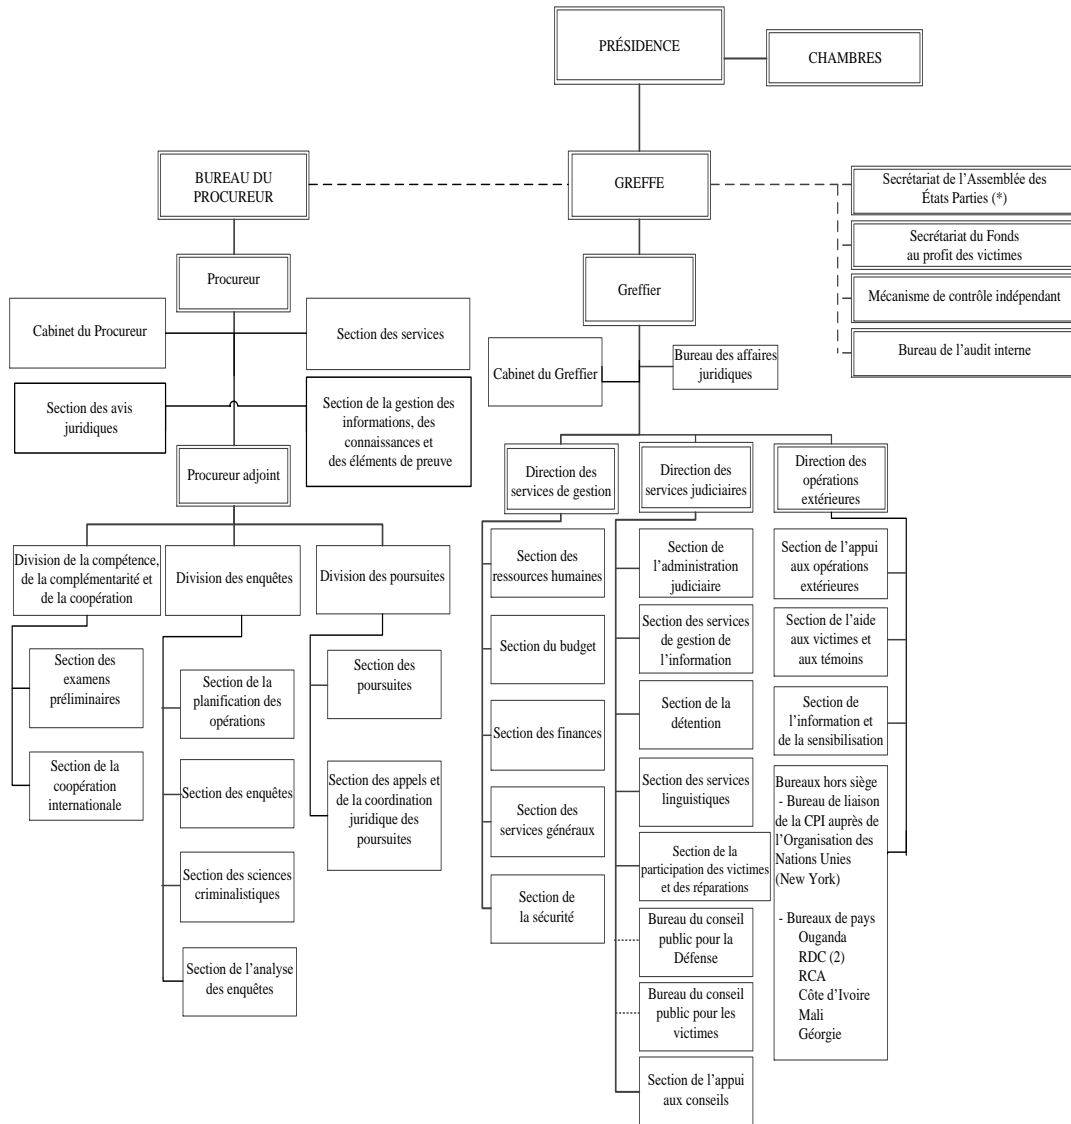 PRÉSIDENCE
CHAMBRES
BUREAU DU
PROCUREUR
GREFFE
Secrétariat de l’Assemblée des
États Parties (*)
Secrétariat du Fonds
au profit des victimes
Mécanisme de contrôle indépendant
Bureau de l’audit interne
Procureur
Greffier
Cabinet du Procureur
Section des services
Section des avis
juridiques
Section de la gestion des
informations, des
connaissances et
des éléments de preuve
Cabinet du Greffier
Bureau des affaires
juridiques
Procureur adjoint
Division de la compétence,
de la complémentarité et
de la coopération
Division des enquêtes
Division des poursuites
Section des
examens
préliminaires
Section de la
coopération
internationale
Section de la
planification des
opérations
Section des enquêtes
Section des sciences
criminalistiques
Section de l’analyse
des enquêtes
Section des
poursuites
Section des appels et
de la coordination
juridique des
poursuites
Direction des
services de gestion
Section des
ressources humaines
Section du budget
Section des finances
Section des
services généraux
Section de
la sécurité
Direction des
services judiciaires
Section de
l’administration
judiciaire
Section des services
de gestion de
l’information
Section de la
détention
Section des services
linguistiques
Section de la
participation des victimes
et des réparations
Bureau du conseil
public pour la
Défense
Bureau du conseil
public pour les
victimes
Section de l’appui
aux conseils
Direction des
opérations
extérieures
Section de l’appui
aux opérations
extérieures
Section de l’aide
aux victimes et
aux témoins
Section de
l’information et
de la sensibilisation
Bureaux hors siège
- Bureau de liaison
de la CPI auprès de
l’Organisation des
Nations Unies
(New York)
- Bureaux de pays
Ouganda
RDC (2)
RCA
Côte d’Ivoire
Mali
Géorgie